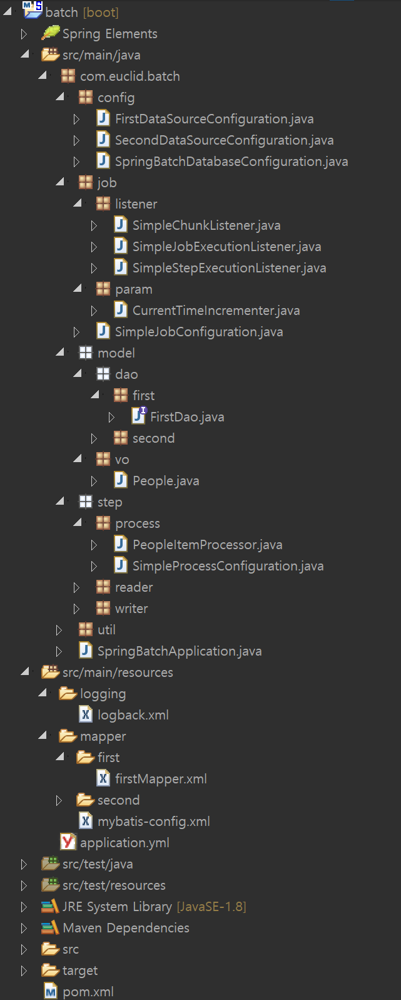 batch [boot]
Spring Elements
src/main/java
com.euclid.batch
config
FirstDataSourceConfiguration.java
SecondDataSourceConfiguration.java
SpringBatchDatabaseConfiguration.java
job
listener
SimpleChunkListener.java
SimpleJobExecutionListener.java
SimpleStepExecutionListener.java
param
CurrentTimeIncrementer.java
SimpleJobConfiguration.java
model
dao
first
FirstDao.java
second
vo
People.java
step
process
PeopleItemProcessor.java
SimpleProcessConfiguration.java
reader
writer
util
SpringBatchApplication.java
src/main/resources
logging
logback.xml
mapper
first
firstMapper.xml
second
mybatis-config.xml
application.yml
src/test/java
src/test/resources
JRE System Library [JavaSE-1.8]
Maven Dependencies
src
target
pom.xml